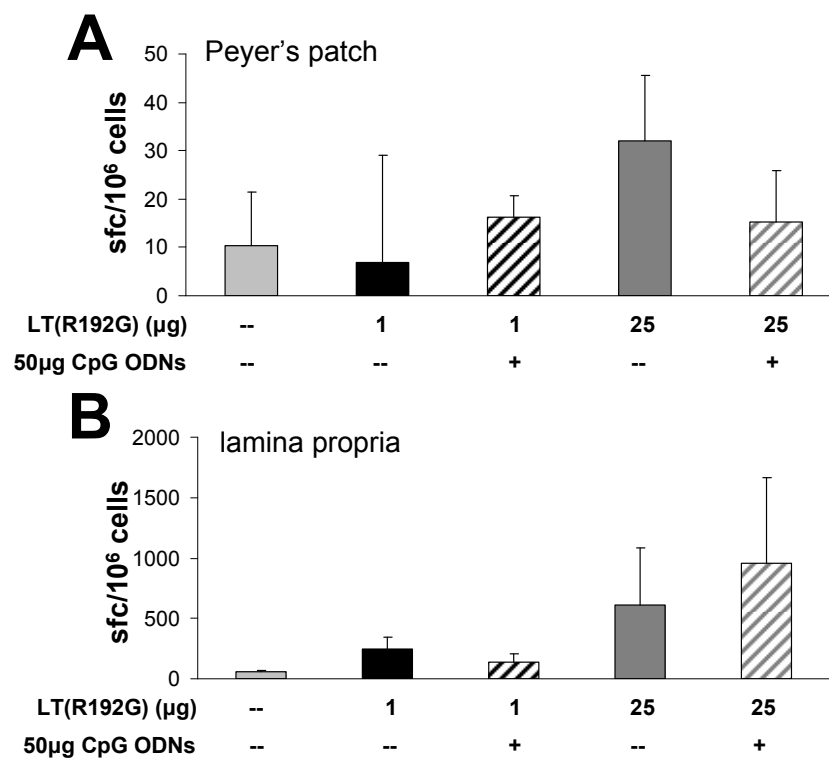 A
Peyer's patch
sfc/10⁶ cells
50
40
30
20
10
0
LT(R192G) (µg) -- 1 1 25 25
50µg CpG ODNs -- -- + -- +
B
lamina propria
sfc/10⁶ cells
2000
1500
1000
500
0
LT(R192G) (µg) -- 1 1 25 25
50µg CpG ODNs -- -- + -- +